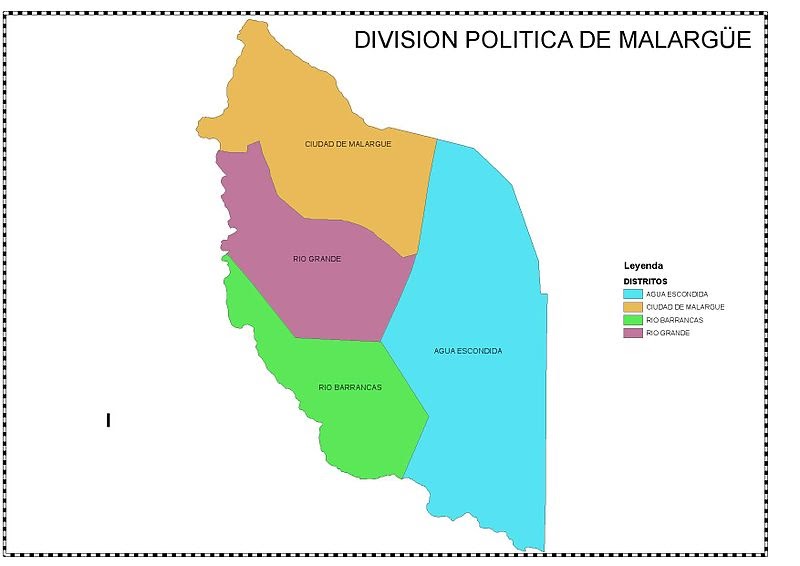 DIVISION POLITICA DE MALARGÜE
CIUDAD DE MALARGUE
RIO GRANDE
AGUA ESCONDIDA
RIO BARRANCAS
Leyenda
DISTRITOS
AGUA ESCONDIDA
CIUDAD DE MALARGUE
RIO BARRANCAS
RIO GRANDE